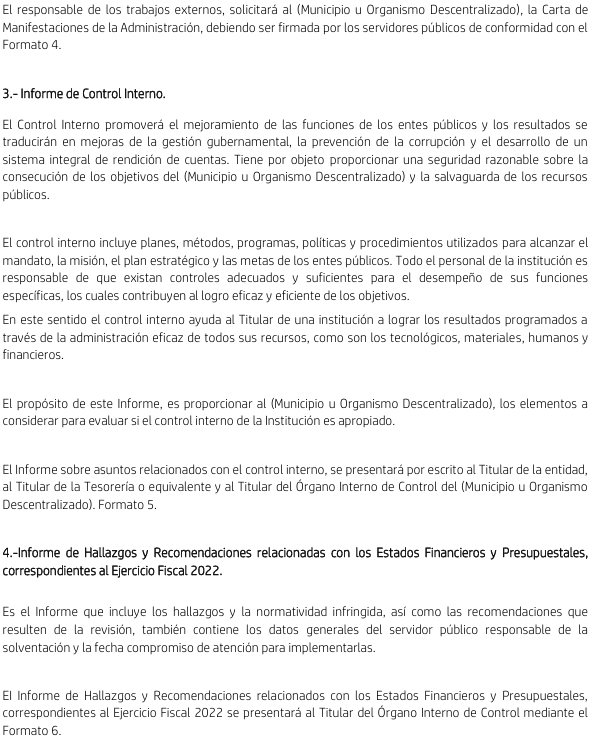 El responsable de los trabajos externos, solicitará al (Municipio u Organismo Descentralizado), la Carta de
Manifestaciones de la Administración, debiendo ser firmada por los servidores públicos de conformidad con el
Formato 4.
3.- Informe de Control Interno.
El Control Interno promoverá el mejoramiento de las funciones de los entes públicos y los resultados se
traducirán en mejoras de la gestión gubernamental, la prevención de la corrupción y el desarrollo de un
sistema integral de rendición de cuentas. Tiene por objeto proporcionar una seguridad razonable sobre la
consecución de los objetivos del (Municipio u Organismo Descentralizado) y la salvaguarda de los recursos
públicos.
El control interno incluye planes, métodos, programas, políticas y procedimientos utilizados para alcanzar el
mandato, la misión, el plan estratégico y las metas de los entes públicos. Todo el personal de la institución es
responsable de que existan controles adecuados y suficientes para el desempeño de sus funciones
específicas, los cuales contribuyen al logro eficaz y eficiente de los objetivos.
En este sentido el control interno ayuda al Titular de una institución a lograr los resultados programados a
través de la administración eficaz de todos sus recursos, como son los tecnológicos, materiales, humanos y
financieros.
El propósito de este Informe, es proporcionar al (Municipio u Organismo Descentralizado), los elementos a
considerar para evaluar si el control interno de la Institución es apropiado.
El Informe sobre asuntos relacionados con el control interno, se presentará por escrito al Titular de la entidad,
al Titular de la Tesorería o equivalente y al Titular del Órgano Interno de Control del (Municipio u Organismo
Descentralizado). Formato 5.
4.-Informe de Hallazgos y Recomendaciones relacionadas con los Estados Financieros y Presupuestales,
correspondientes al Ejercicio Fiscal 2022.
Es el Informe que incluye los hallazgos y la normatividad infringida, así como las recomendaciones que
resulten de la revisión, también contiene los datos generales del servidor público responsable de la
solventación y la fecha compromiso de atención para implementarlas.
El Informe de Hallazgos y Recomendaciones relacionados con los Estados Financieros y Presupuestales,
correspondientes al Ejercicio Fiscal 2022 se presentará al Titular del Órgano Interno de Control mediante el
Formato 6.